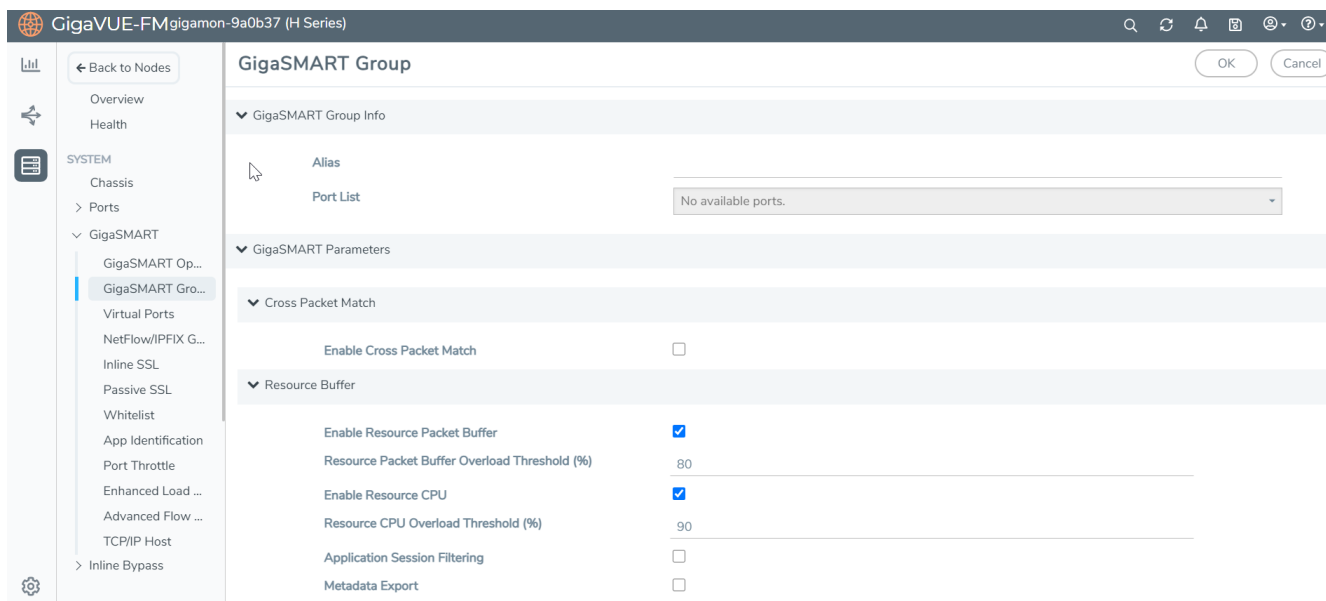 GigaVUE-FM gigamon-9a0b37 (H Series)
← Back to Nodes
Overview
Health
SYSTEM
Chassis
> Ports
GigaSMART
GigaSMART Op...
GigaSMART Gro...
Virtual Ports
NetFlow/IPFIX G...
Inline SSL
Passive SSL
Whitelist
App Identification
Port Throttle
Enhanced Load ...
Advanced Flow ...
TCP/IP Host
> Inline Bypass
GigaSMART Group
OK
Cancel
GigaSMART Group Info
Alias
Port List
No available ports.
GigaSMART Parameters
Cross Packet Match
Enable Cross Packet Match
Resource Buffer
Enable Resource Packet Buffer
Resource Packet Buffer Overload Threshold (%)
80
Enable Resource CPU
Resource CPU Overload Threshold (%)
90
Application Session Filtering
Metadata Export